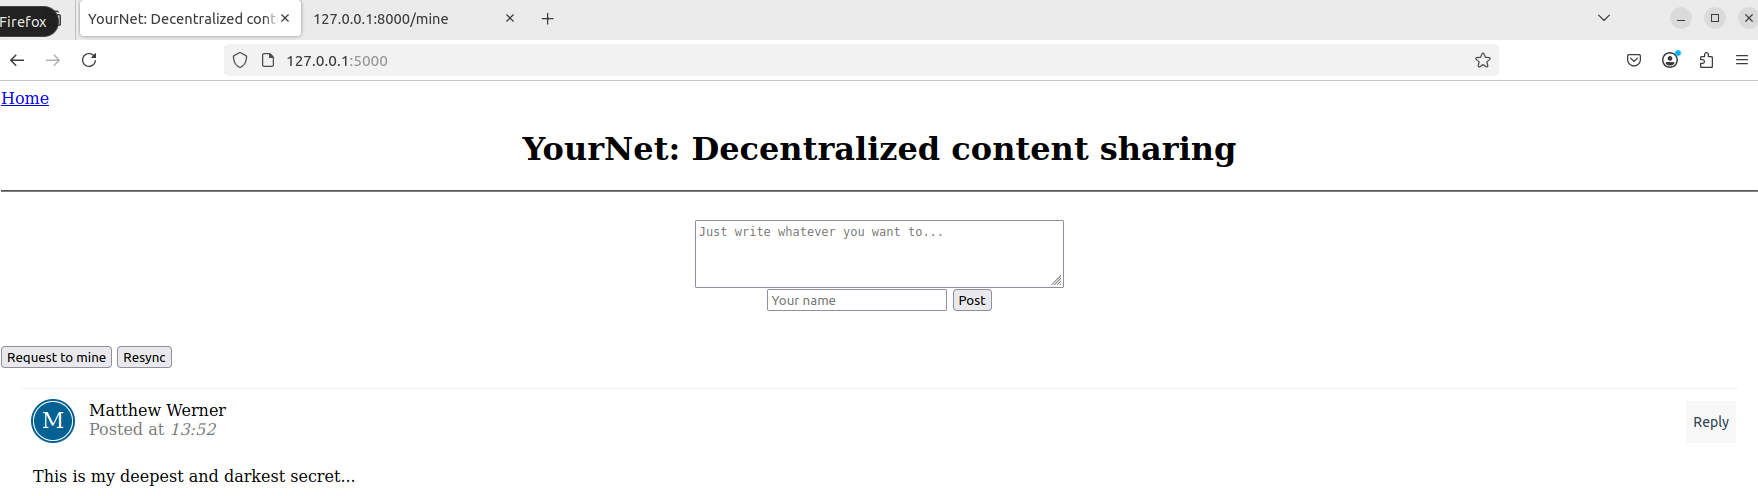 Firefox
YourNet: Decentralized cont
127.0.0.1:8000/mine
127.0.0.1:5000
Home
YourNet: Decentralized content sharing
Just write whatever you want to...
Your name Post
Request to mine Resync
M
Matthew Werner
Posted at 13:52
Reply
This is my deepest and darkest secret...